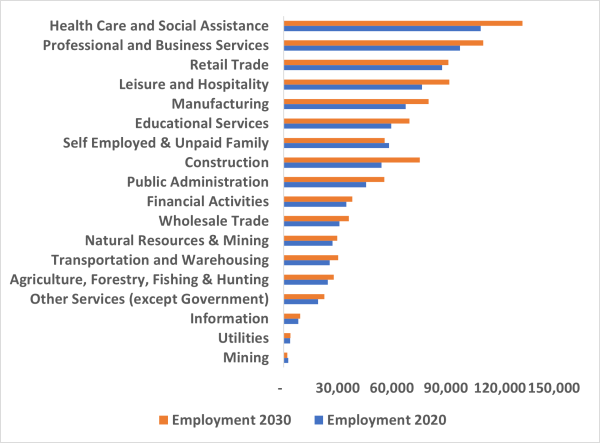 Health Care and Social Assistance
Professional and Business Services
Retail Trade
Leisure and Hospitality
Manufacturing
Educational Services
Self Employed & Unpaid Family
Construction
Public Administration
Financial Activities
Wholesale Trade
Natural Resources & Mining
Transportation and Warehousing
Agriculture, Forestry, Fishing & Hunting
Other Services (except Government)
Information
Utilities
Mining
- 30,000 60,000 90,000 120,000 150,000
Employment 2030 Employment 2020